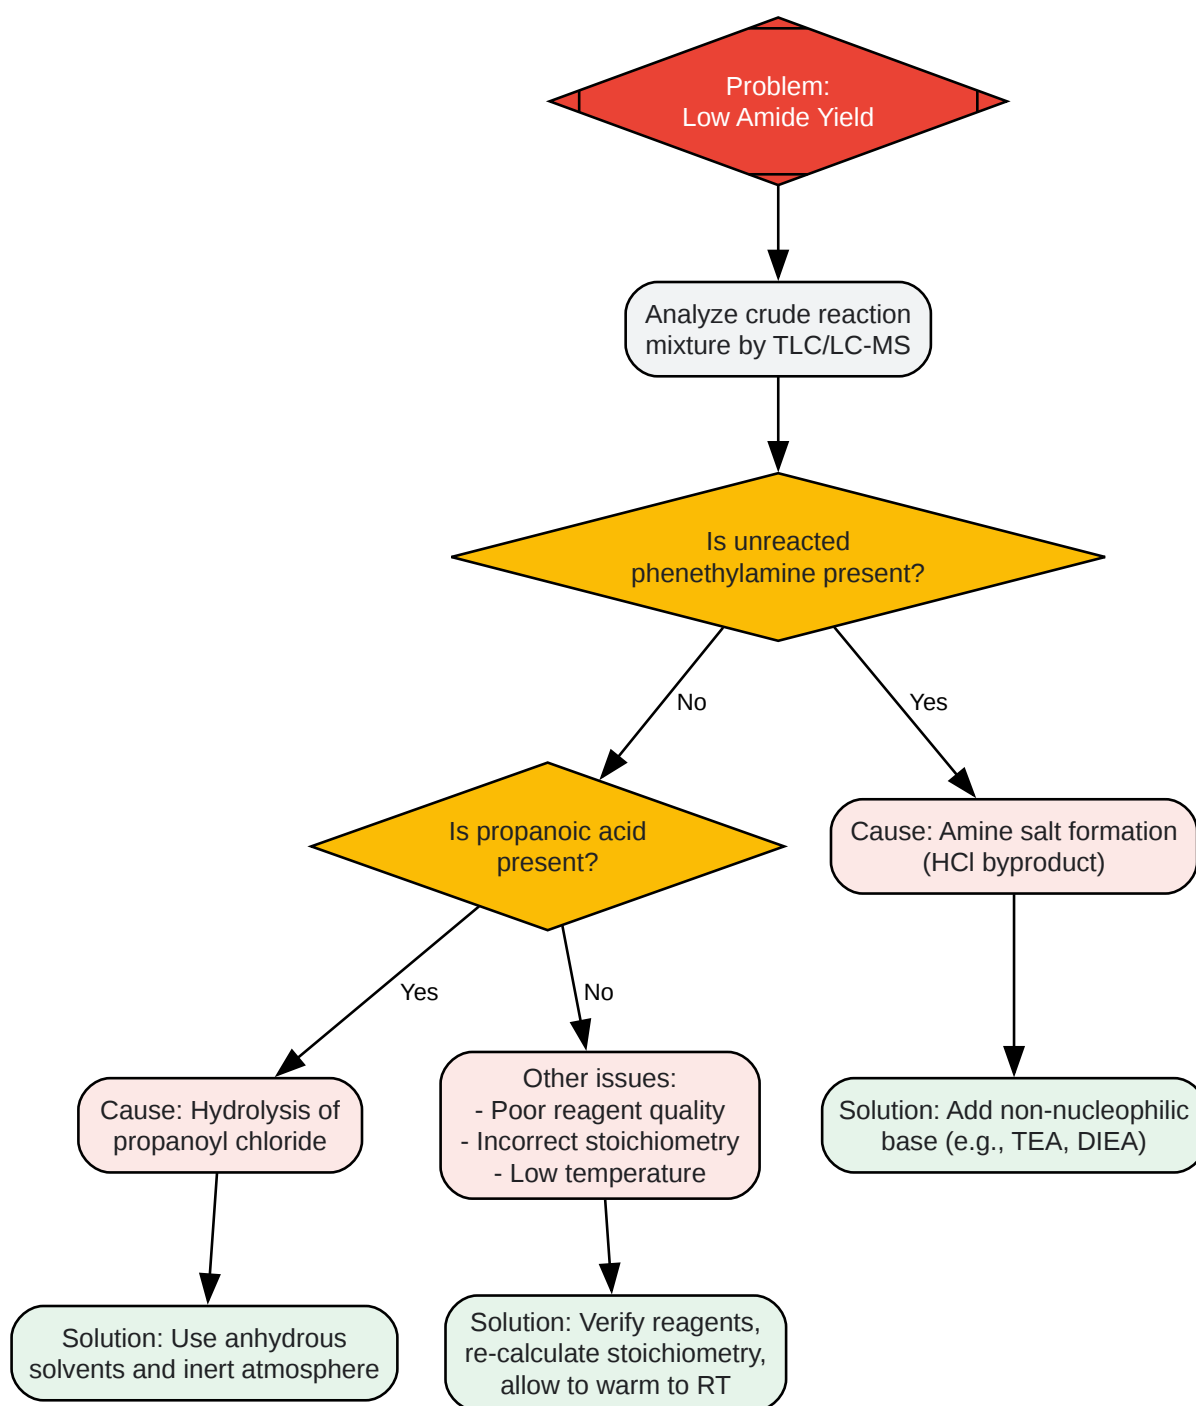 Problem:
Low Amide Yield
Analyze crude reaction
mixture by TLC/LC-MS
Is unreacted
phenethylamine present?
No
Yes
Is propanoic acid
present?
Cause: Amine salt formation
(HCl byproduct)
Yes
No
Cause: Hydrolysis of
propanoyl chloride
Other issues:
- Poor reagent quality
- Incorrect stoichiometry
- Low temperature
Solution: Add non-nucleophilic
base (e.g., TEA, DIEA)
Solution: Use anhydrous
solvents and inert atmosphere
Solution: Verify reagents,
re-calculate stoichiometry,
allow to warm to RT